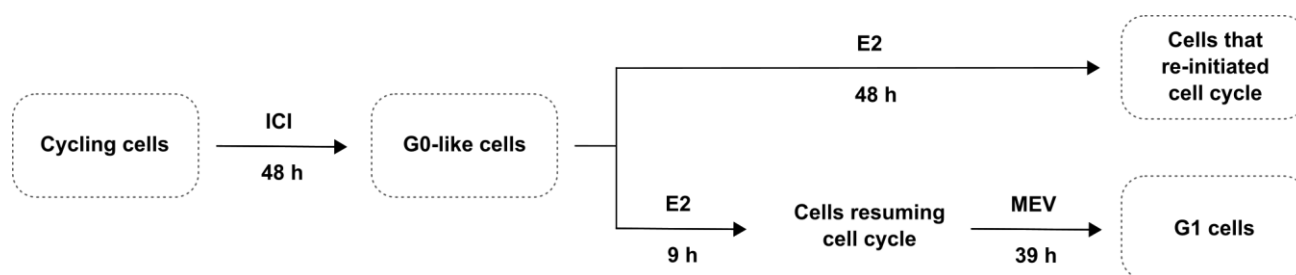 Cycling cells
ICI
48 h
G0-like cells
E2
48 h
Cells that
re-initiated
cell cycle
E2
9 h
Cells resuming
cell cycle
MEV
39 h
G1 cells